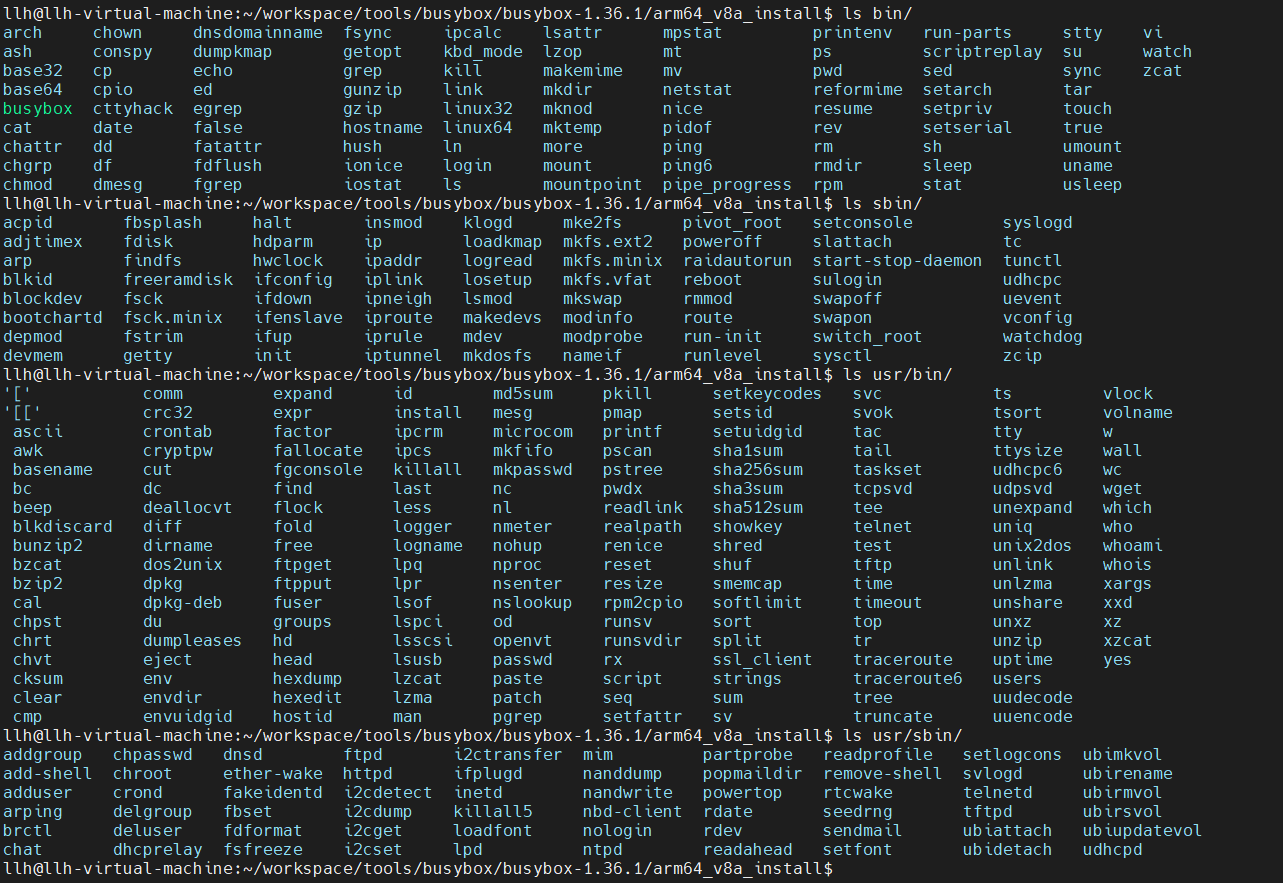 llh@llh-virtual-machine:~/workspace/tools/busybox/busybox-1.36.1/arm64_v8a_install$ ls bin/
arch chown dnsdomainname fsync ipcalc lsattr mpstat printenv run-parts stty vi
ash conspy dumpkmap getopt kbd_mode lzop mt ps scriptreplay su watch
base32 cp echo grep kill makemime mv pwd sed sync zcat
base64 cpio ed gunzip link mkdir netstat reformime setarch tar
busybox cttyhack egrep gzip linux32 mknod nice resume setpriv touch
cat date false hostname linux64 mktemp pidof rev setserial true
chattr dd fatattr hush ln more ping rm sh umount
chgrp df fdflush ionice login mount ping6 rmdir sleep uname
chmod dmesg fgrep iostat ls mountpoint pipe_progress rpm stat usleep
llh@llh-virtual-machine:~/workspace/tools/busybox/busybox-1.36.1/arm64_v8a_install$ ls sbin/
acpid fbsplash halt insmod klogd mke2fs pivot_root setconsole syslogd
adjtimex fdisk hdparm ip loadkmap mkfs.ext2 poweroff slattach tc
arp findfs hwclock ipaddr logread mkfs.minix raidautorun start-stop-daemon tunctl
blkid freeramdisk ifconfig iplink losetup mkfs.vfat reboot sulogin udhcpc
blockdev fsck ifdown ipneigh lsmod mkswap rmmod swapoff uevent
bootchartd fsck.minix ifenslave iproute makedevs modinfo route swapon vconfig
depmod fstrim ifup iprule mdev modprobe run-init switch_root watchdog
devmem getty init iptunnel mkdosfs nameif runlevel sysctl zcip
llh@llh-virtual-machine:~/workspace/tools/busybox/busybox-1.36.1/arm64_v8a_install$ ls usr/bin/
'[' comm expand id md5sum pkill setkeycodes svc ts vlock
'[[' crc32 expr install mesg pmap setsid svok tsort volname
ascii crontab factor ipcrm microcom printf setuidgid tac tty w
awk cryptpw fallocate ipcs mkfifo pscan sha1sum tail ttysize wall
basename cut fgconsole killall mkpasswd pstree sha256sum taskset udhcpc6 wc
bc dc find last nc pwdx sha3sum tcpsvd udpsvd wget
beep deallocvt flock less nl readlink sha512sum tee unexpand which
blkdiscard diff fold logger nmeter realpath showkey telnet uniq who
bunzip2 dirname free logname nohup renice shred test unix2dos whoami
bzcat dos2unix ftpget lpq nproc reset shuf tftp unlink whois
bzip2 dpkg ftpput lpr nsenter resize smemcap time unlzma xargs
cal dpkg-deb fuser lsof nslookup rpm2cpio softlimit timeout unshare xxd
chpst du groups lspci od runsv sort top unxz xz
chrt dumpleases hd lsscsi openvt runsvdir split tr unzip xzcat
chvt eject head lsusb passwd rx ssl_client traceroute uptime yes
cksum env hexdump lzcat paste script strings traceroute6 users
clear envdir hexedit lzma patch seq sum tree uudecode
cmp envuidgid hostid man pgrep setfattr sv truncate uuencode
llh@llh-virtual-machine:~/workspace/tools/busybox/busybox-1.36.1/arm64_v8a_install$ ls usr/sbin/
addgroup chpasswd dnsd ftpd i2ctransfer mim partprobe readprofile setlogcons ubimkvol
add-shell chroot ether-wake httpd ifplugd nanddump popmaildir remove-shell svlogd ubirename
adduser crond fakeidentd i2cdetect inetd nandwrite powertop rtcwake telnetd ubirmvol
arping delgroup fbset i2cdump killall5 nbd-client rdate seedrng tftpd ubirsvol
brctl deluser fdformat i2cget loadfont nologin rdev sendmail ubiattach ubiupdatevol
chat dhcprelay fsfreeze i2cset lpd ntpd readahead setfont ubidetach udhcpd
llh@llh-virtual-machine:~/workspace/tools/busybox/busybox-1.36.1/arm64_v8a_install$